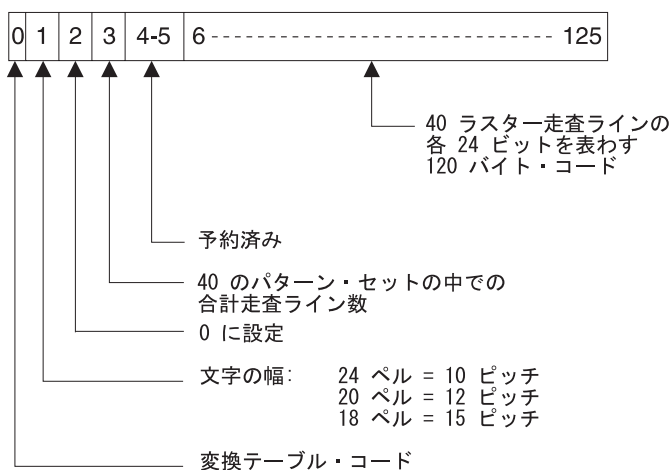 0 1 2 3 4-5 6 125
40 ラスター走査ラインの
各 24 ビットを表わす
120 バイト・コード
予約済み
40 のパターン・セットの中での
合計走査ライン数
0 に設定
文字の幅: 24 ペル = 10 ピッチ
20 ペル = 12 ピッチ
18 ペル = 15 ピッチ
変換テーブル・コード